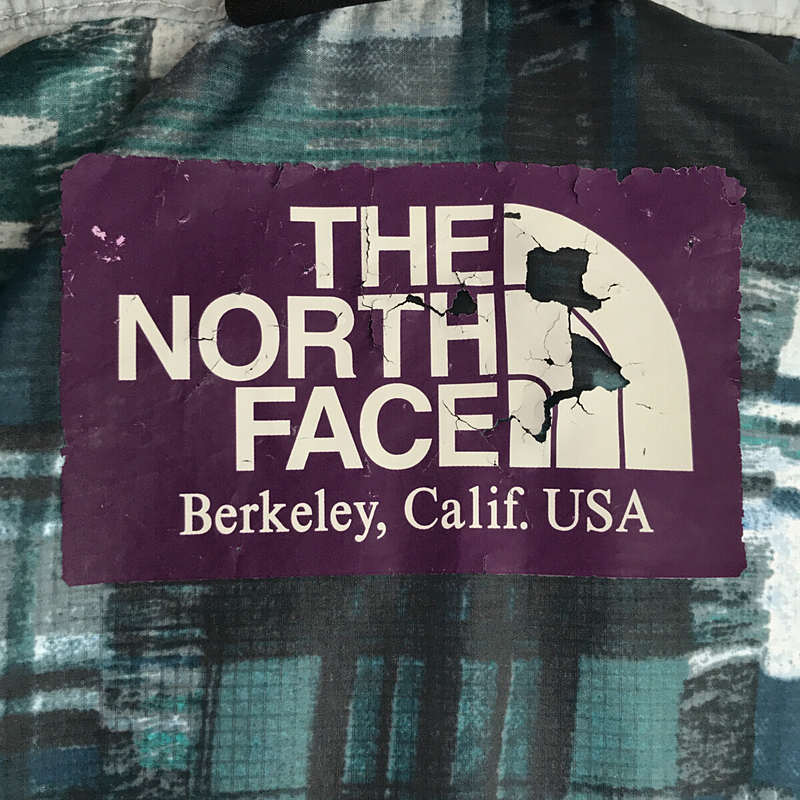 THE
NORTH
FACE
Berkeley, Calif. USA